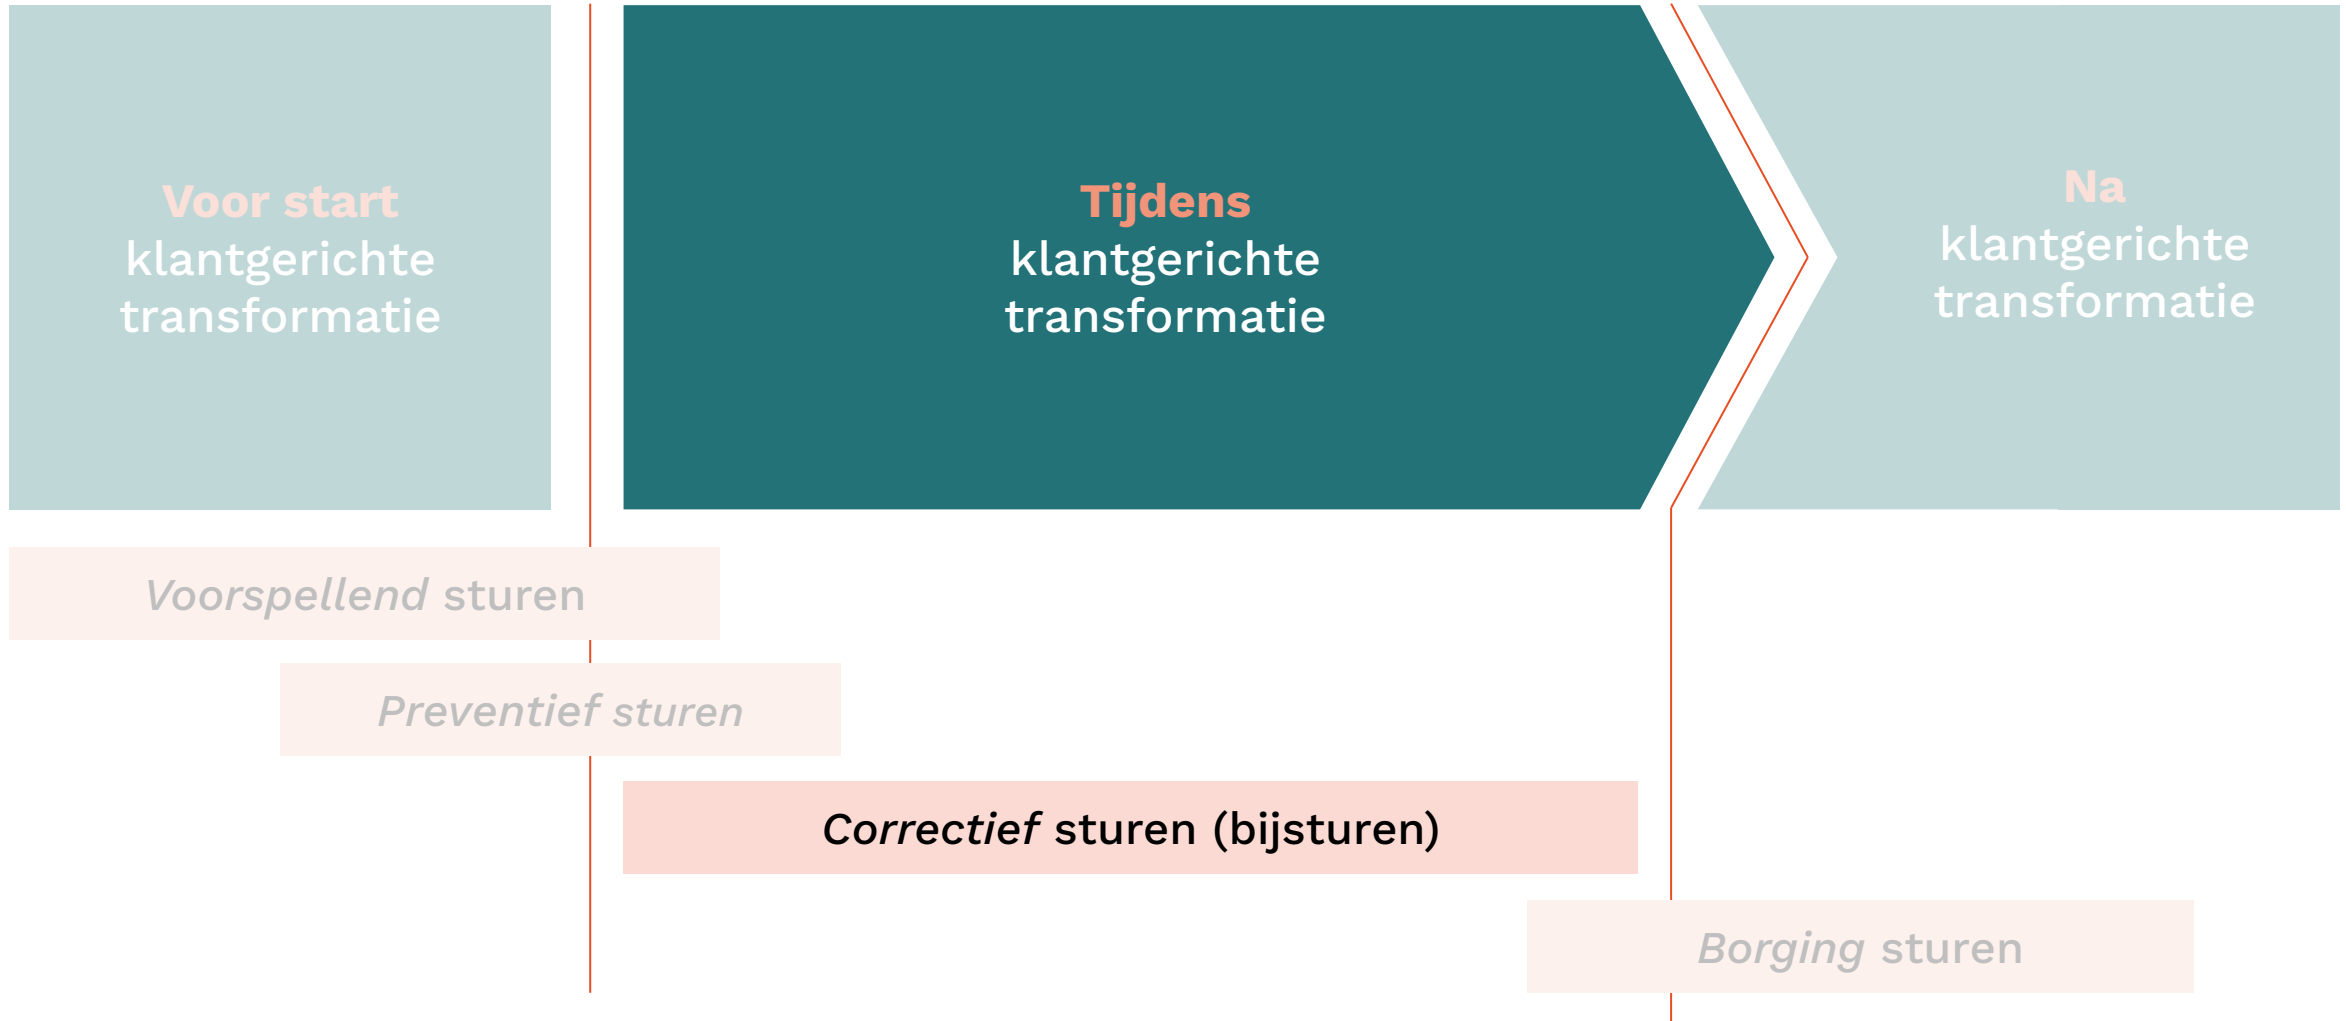 Voor start
klantgerichte
transformatie
Tijdens
klantgerichte
transformatie
Na
klantgerichte
transformatie
Voorspellend sturen
Preventief sturen
Correctief sturen (bijsturen)
Borging sturen